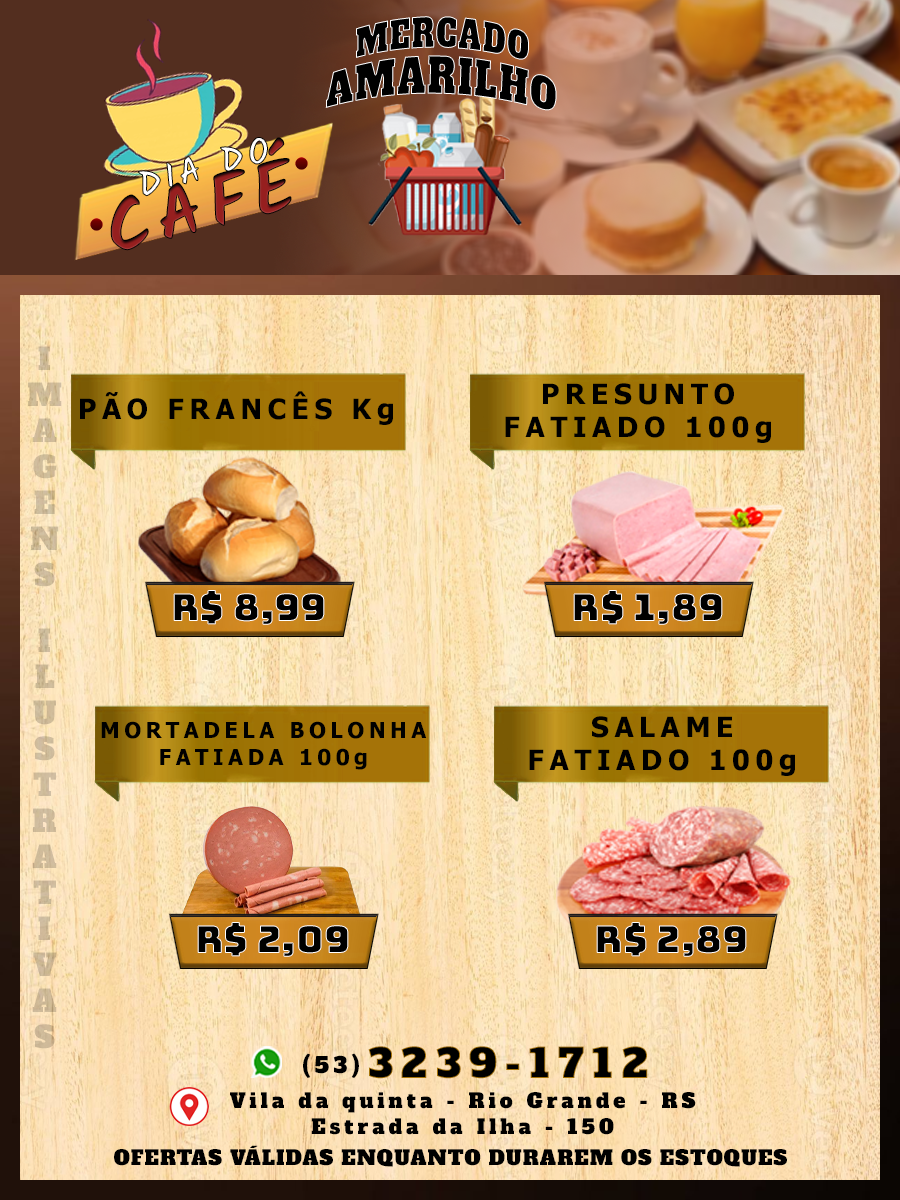 MERCADO
AMARILHO
DIA DO
CAFÉ
IMAGENS ILUSTRATIVAS
PÃO FRANCÊS Kg
R$ 8,99
PRESUNTO
FATIADO 100g
R$ 1,89
MORTADELA BOLONHA
FATIADA 100g
R$ 2,09
SALAME
FATIADO 100g
R$ 2,89
(53) 3239-1712
Vila da quinta - Rio Grande - RS
Estrada da Ilha - 150
OFERTAS VÁLIDAS ENQUANTO DURAREM OS ESTOQUES